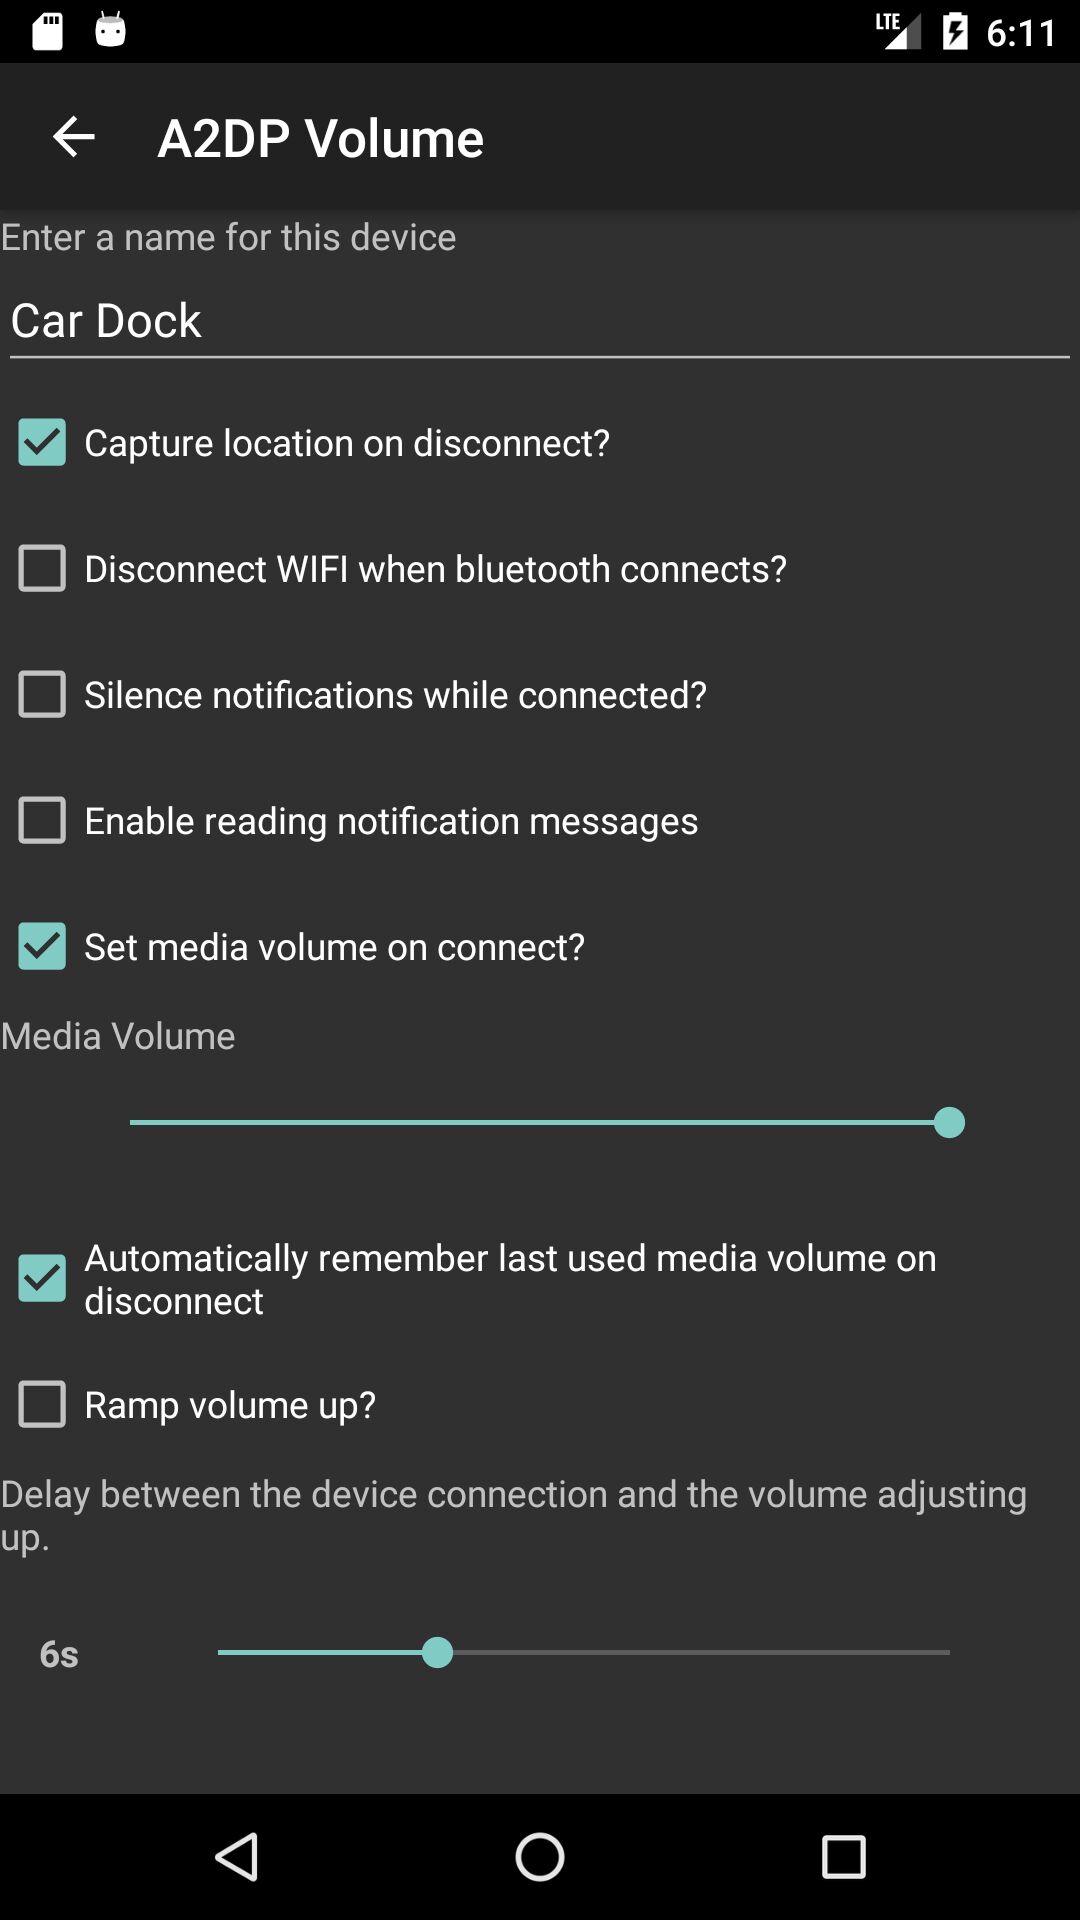 LTE 6:11
A2DP Volume
Enter a name for this device
Car Dock
Capture location on disconnect?
Disconnect WIFI when bluetooth connects?
Silence notifications while connected?
Enable reading notification messages
Set media volume on connect?
Media Volume
Automatically remember last used media volume on
disconnect
Ramp volume up?
Delay between the device connection and the volume adjusting
up.
6s